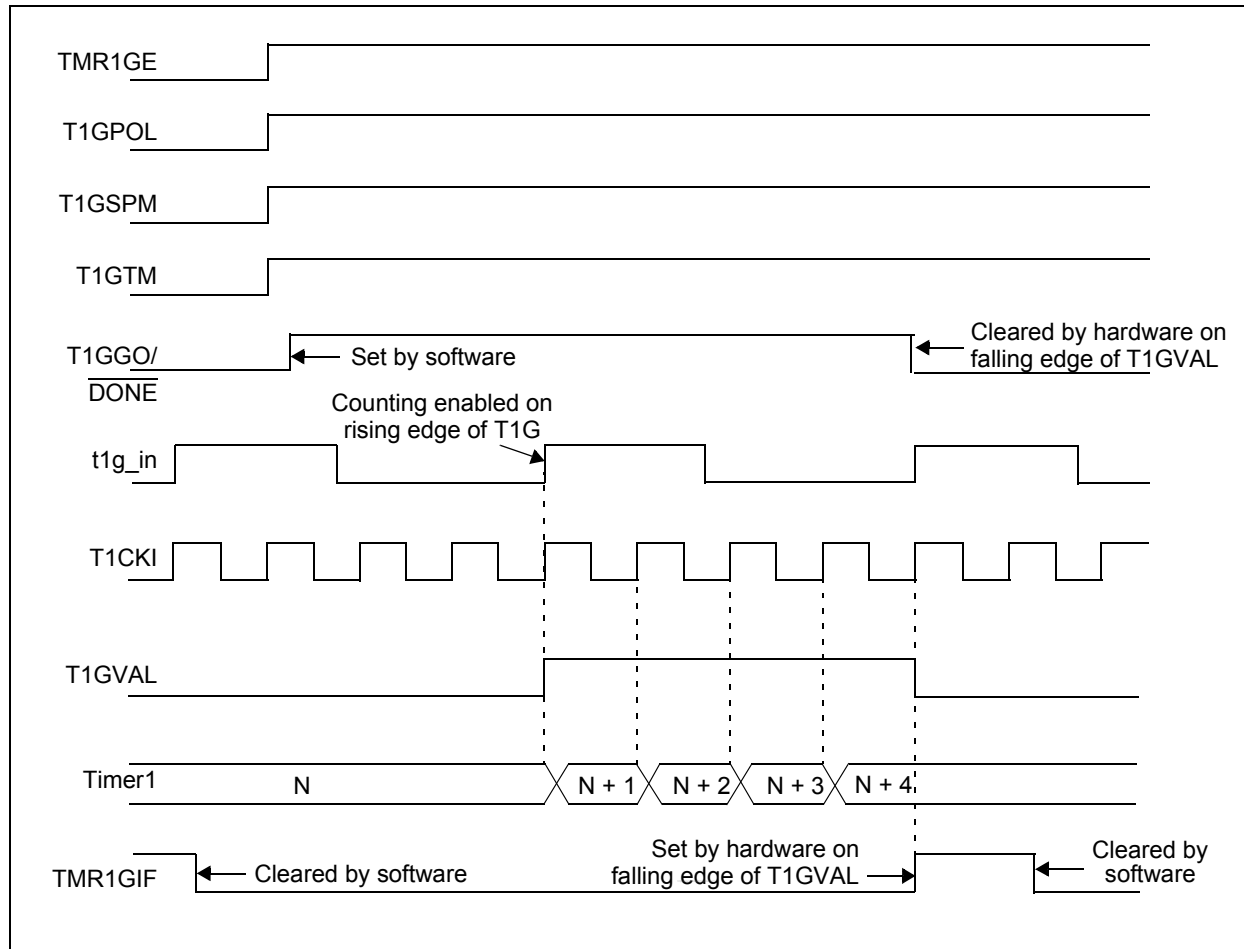 TMR1GE
T1GPOL
T1GSPM
T1GTM
T1GGO/
DONE
Set by software
Cleared by hardware on
falling edge of T1GVAL
Counting enabled on
rising edge of T1G
t1g_in
T1CKI
T1GVAL
Timer1
N
N + 1
N + 2
N + 3
N + 4
TMR1GIF
Cleared by software
Set by hardware on
falling edge of T1GVAL
Cleared by
software